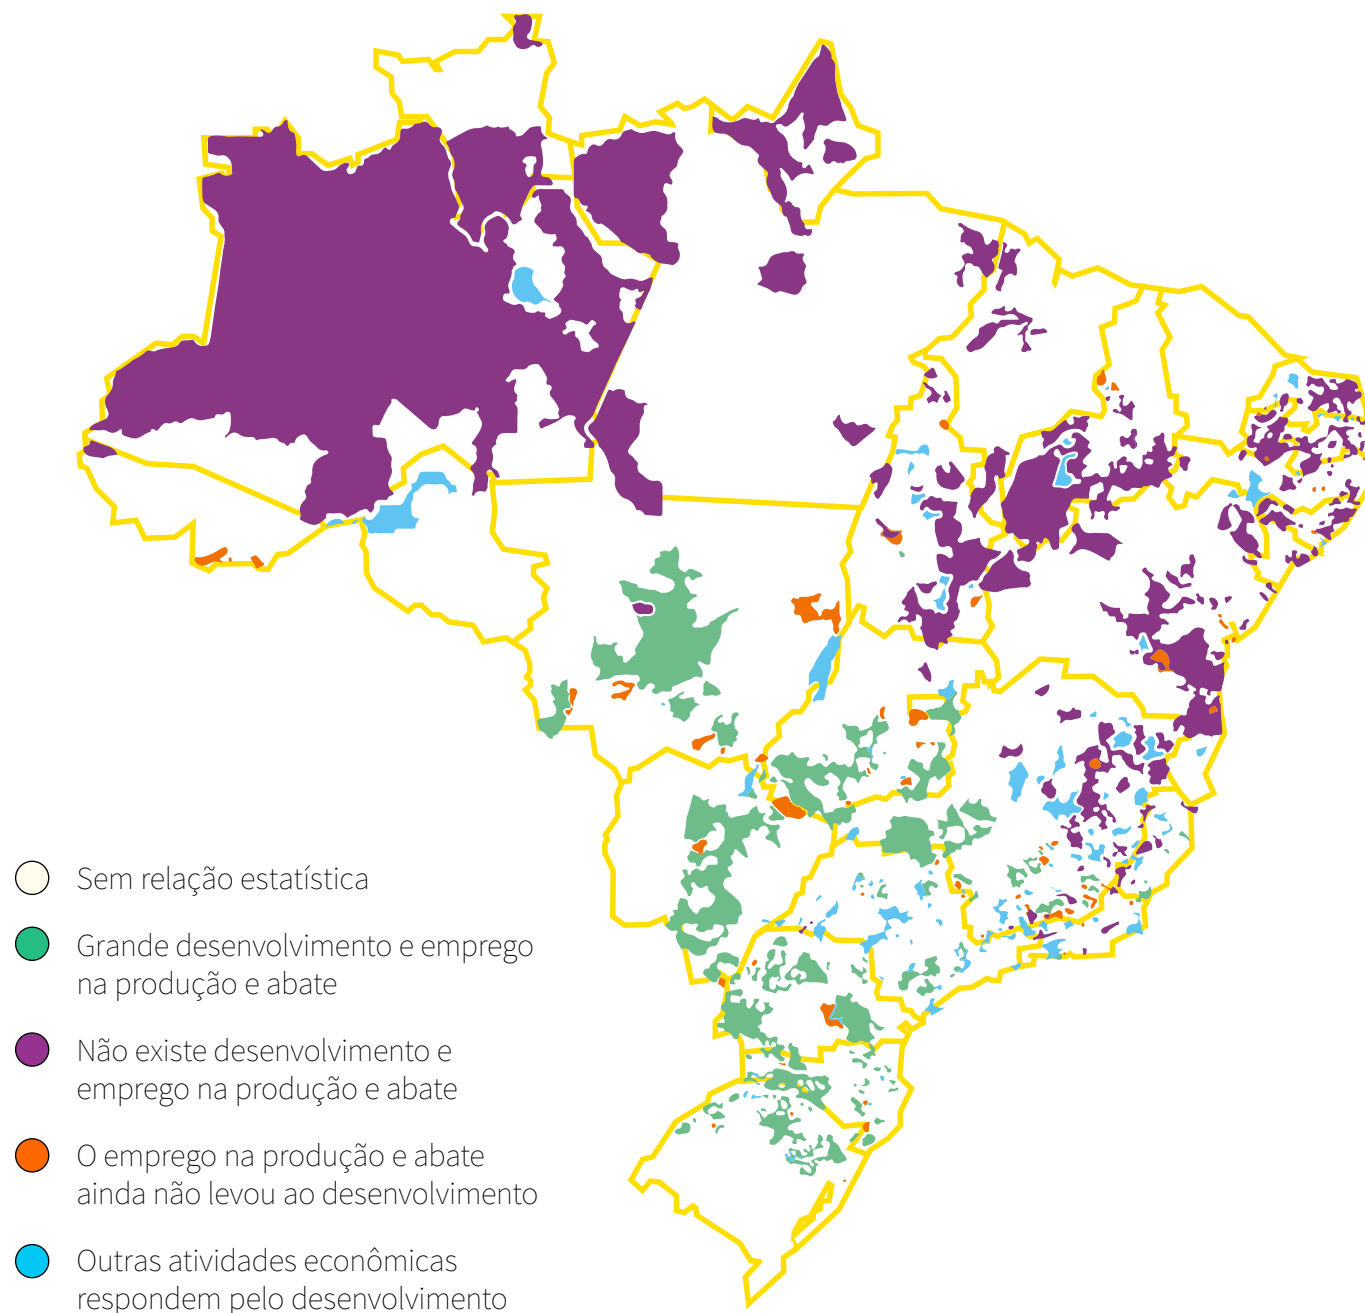 Sem relação estatística
Grande desenvolvimento e emprego
na produção e abate
Não existe desenvolvimento e
emprego na produção e abate
O emprego na produção e abate
ainda não levou ao desenvolvimento
Outras atividades econômicas
respondem pelo desenvolvimento